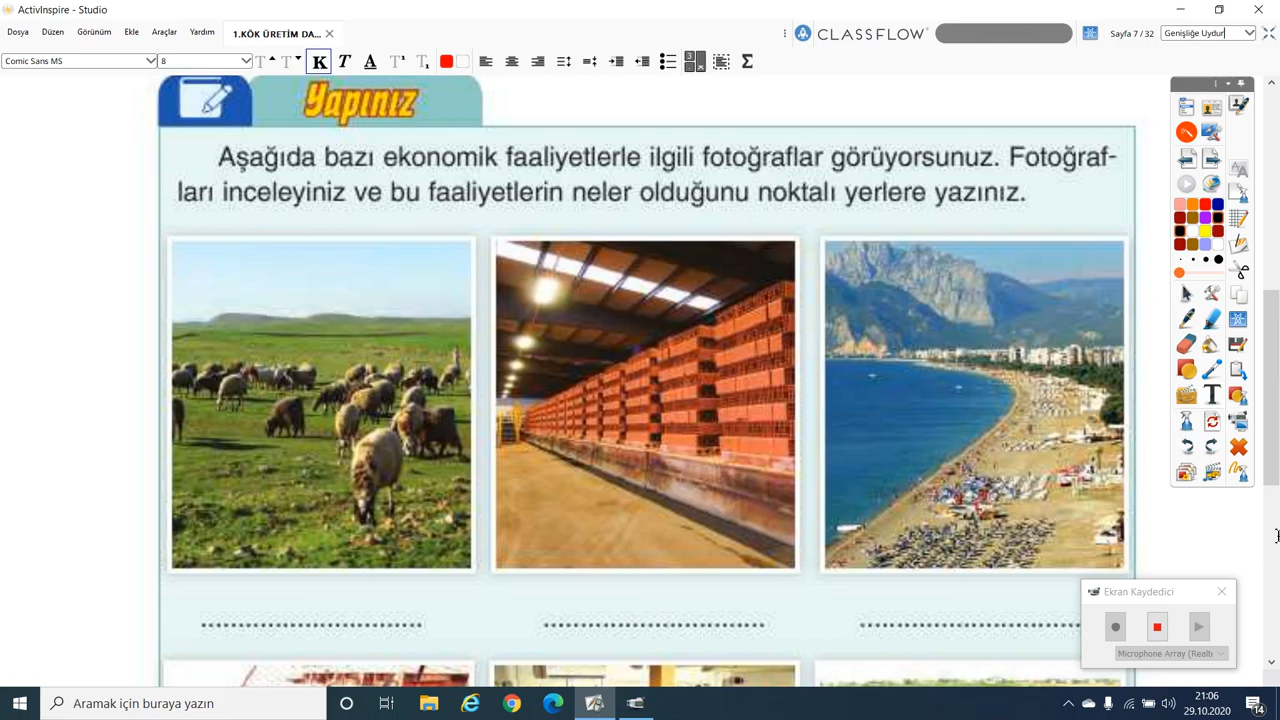 ActivInspire - Studio
Dosya Düzen Görünüm Ekle Araçlar Yardım
1.KÖK ÜRETİM DA...
CLASSFLOW
Sayfa 7 / 32
Genişliğe Uydur
Comic Sans MS
8
Yapınız
Aşağıda bazı ekonomik faaliyetlerle ilgili fotoğraflar görüyorsunuz. Fotoğraf-
ları inceleyiniz ve bu faaliyetlerin neler olduğunu noktalı yerlere yazınız.
Ekran Kaydedici
Microphone Array (Realt
Aramak için buraya yazın
21:06
29.10.2020
14